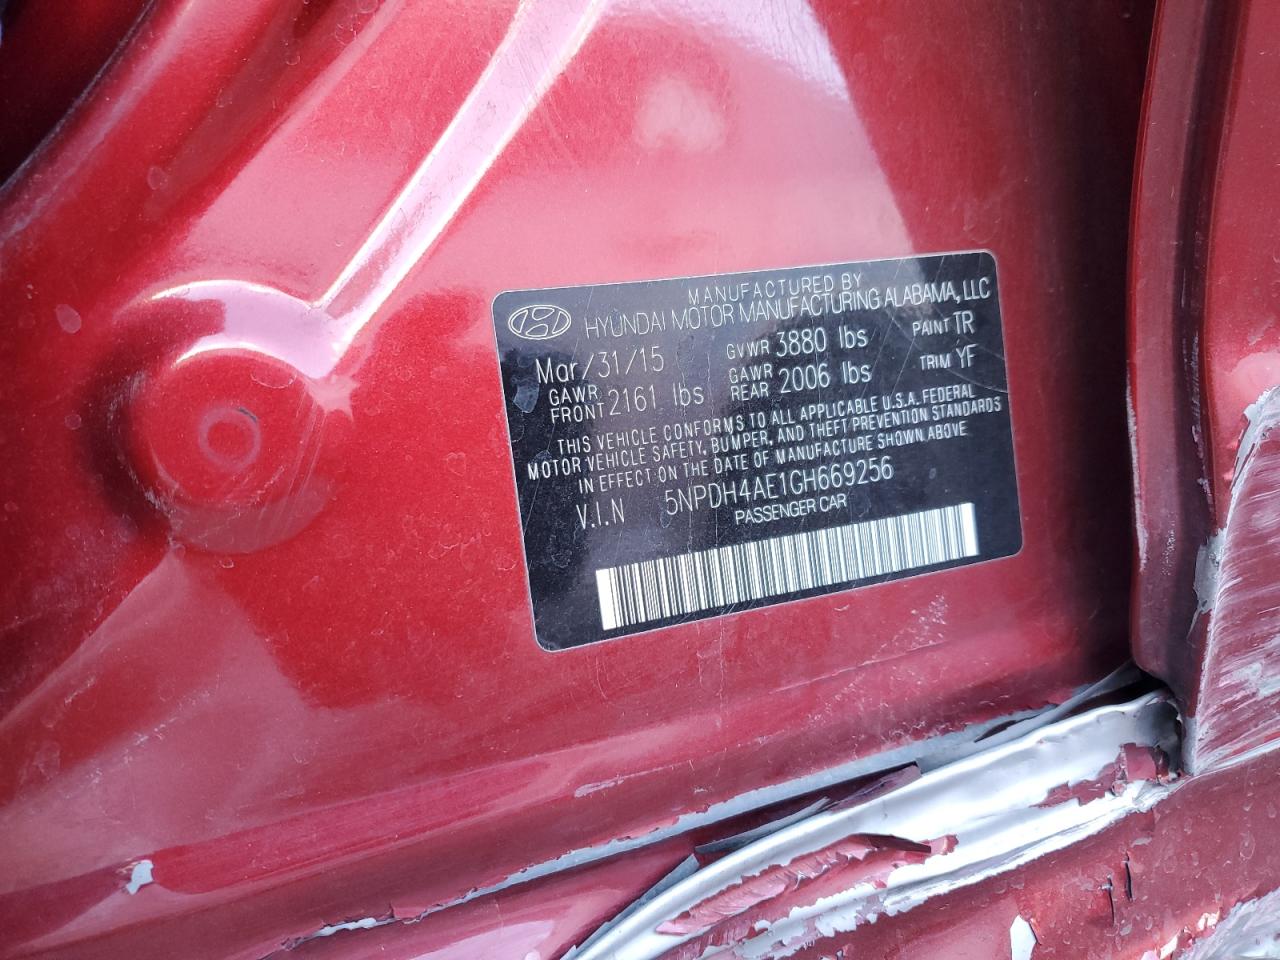 MANUFACTURED BY
HYUNDAI MOTOR MANUFACTURING ALABAMA, LLC
Mar/31/15 GVWR 3880 lbs PAINT TR
GAWR FRONT 2161 lbs GAWR REAR 2006 lbs TRIM YF
THIS VEHICLE CONFORMS TO ALL APPLICABLE U.S.A. FEDERAL
MOTOR VEHICLE SAFETY, BUMPER, AND THEFT PREVENTION STANDARDS
IN EFFECT ON THE DATE OF MANUFACTURE SHOWN ABOVE
V.I.N 5NPDH4AE1GH669256
PASSENGER CAR